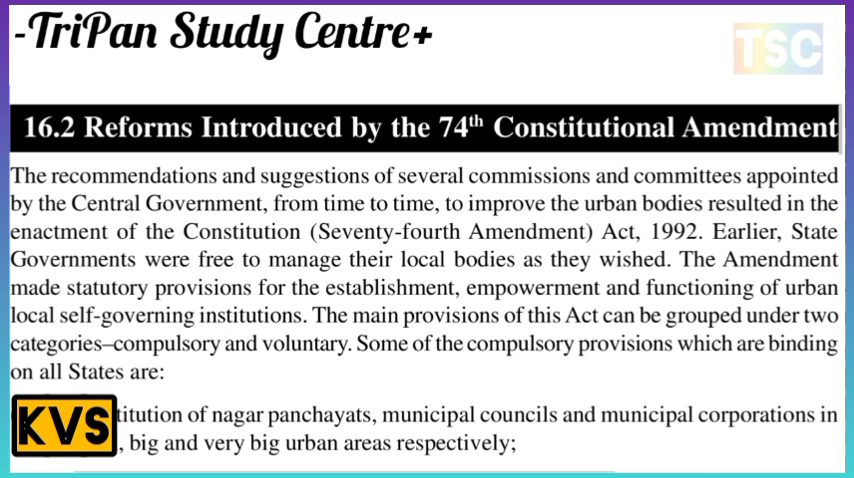 -TriPan Study Centre+
TSC
16.2 Reforms Introduced by the 74th Constitutional Amendment
The recommendations and suggestions of several commissions and committees appointed
by the Central Government, from time to time, to improve the urban bodies resulted in the
enactment of the Constitution (Seventy-fourth Amendment) Act, 1992. Earlier, State
Governments were free to manage their local bodies as they wished. The Amendment
made statutory provisions for the establishment, empowerment and functioning of urban
local self-governing institutions. The main provisions of this Act can be grouped under two
categories–compulsory and voluntary. Some of the compulsory provisions which are binding
on all States are:
KVS
titution of nagar panchayats, municipal councils and municipal corporations in
, big and very big urban areas respectively;